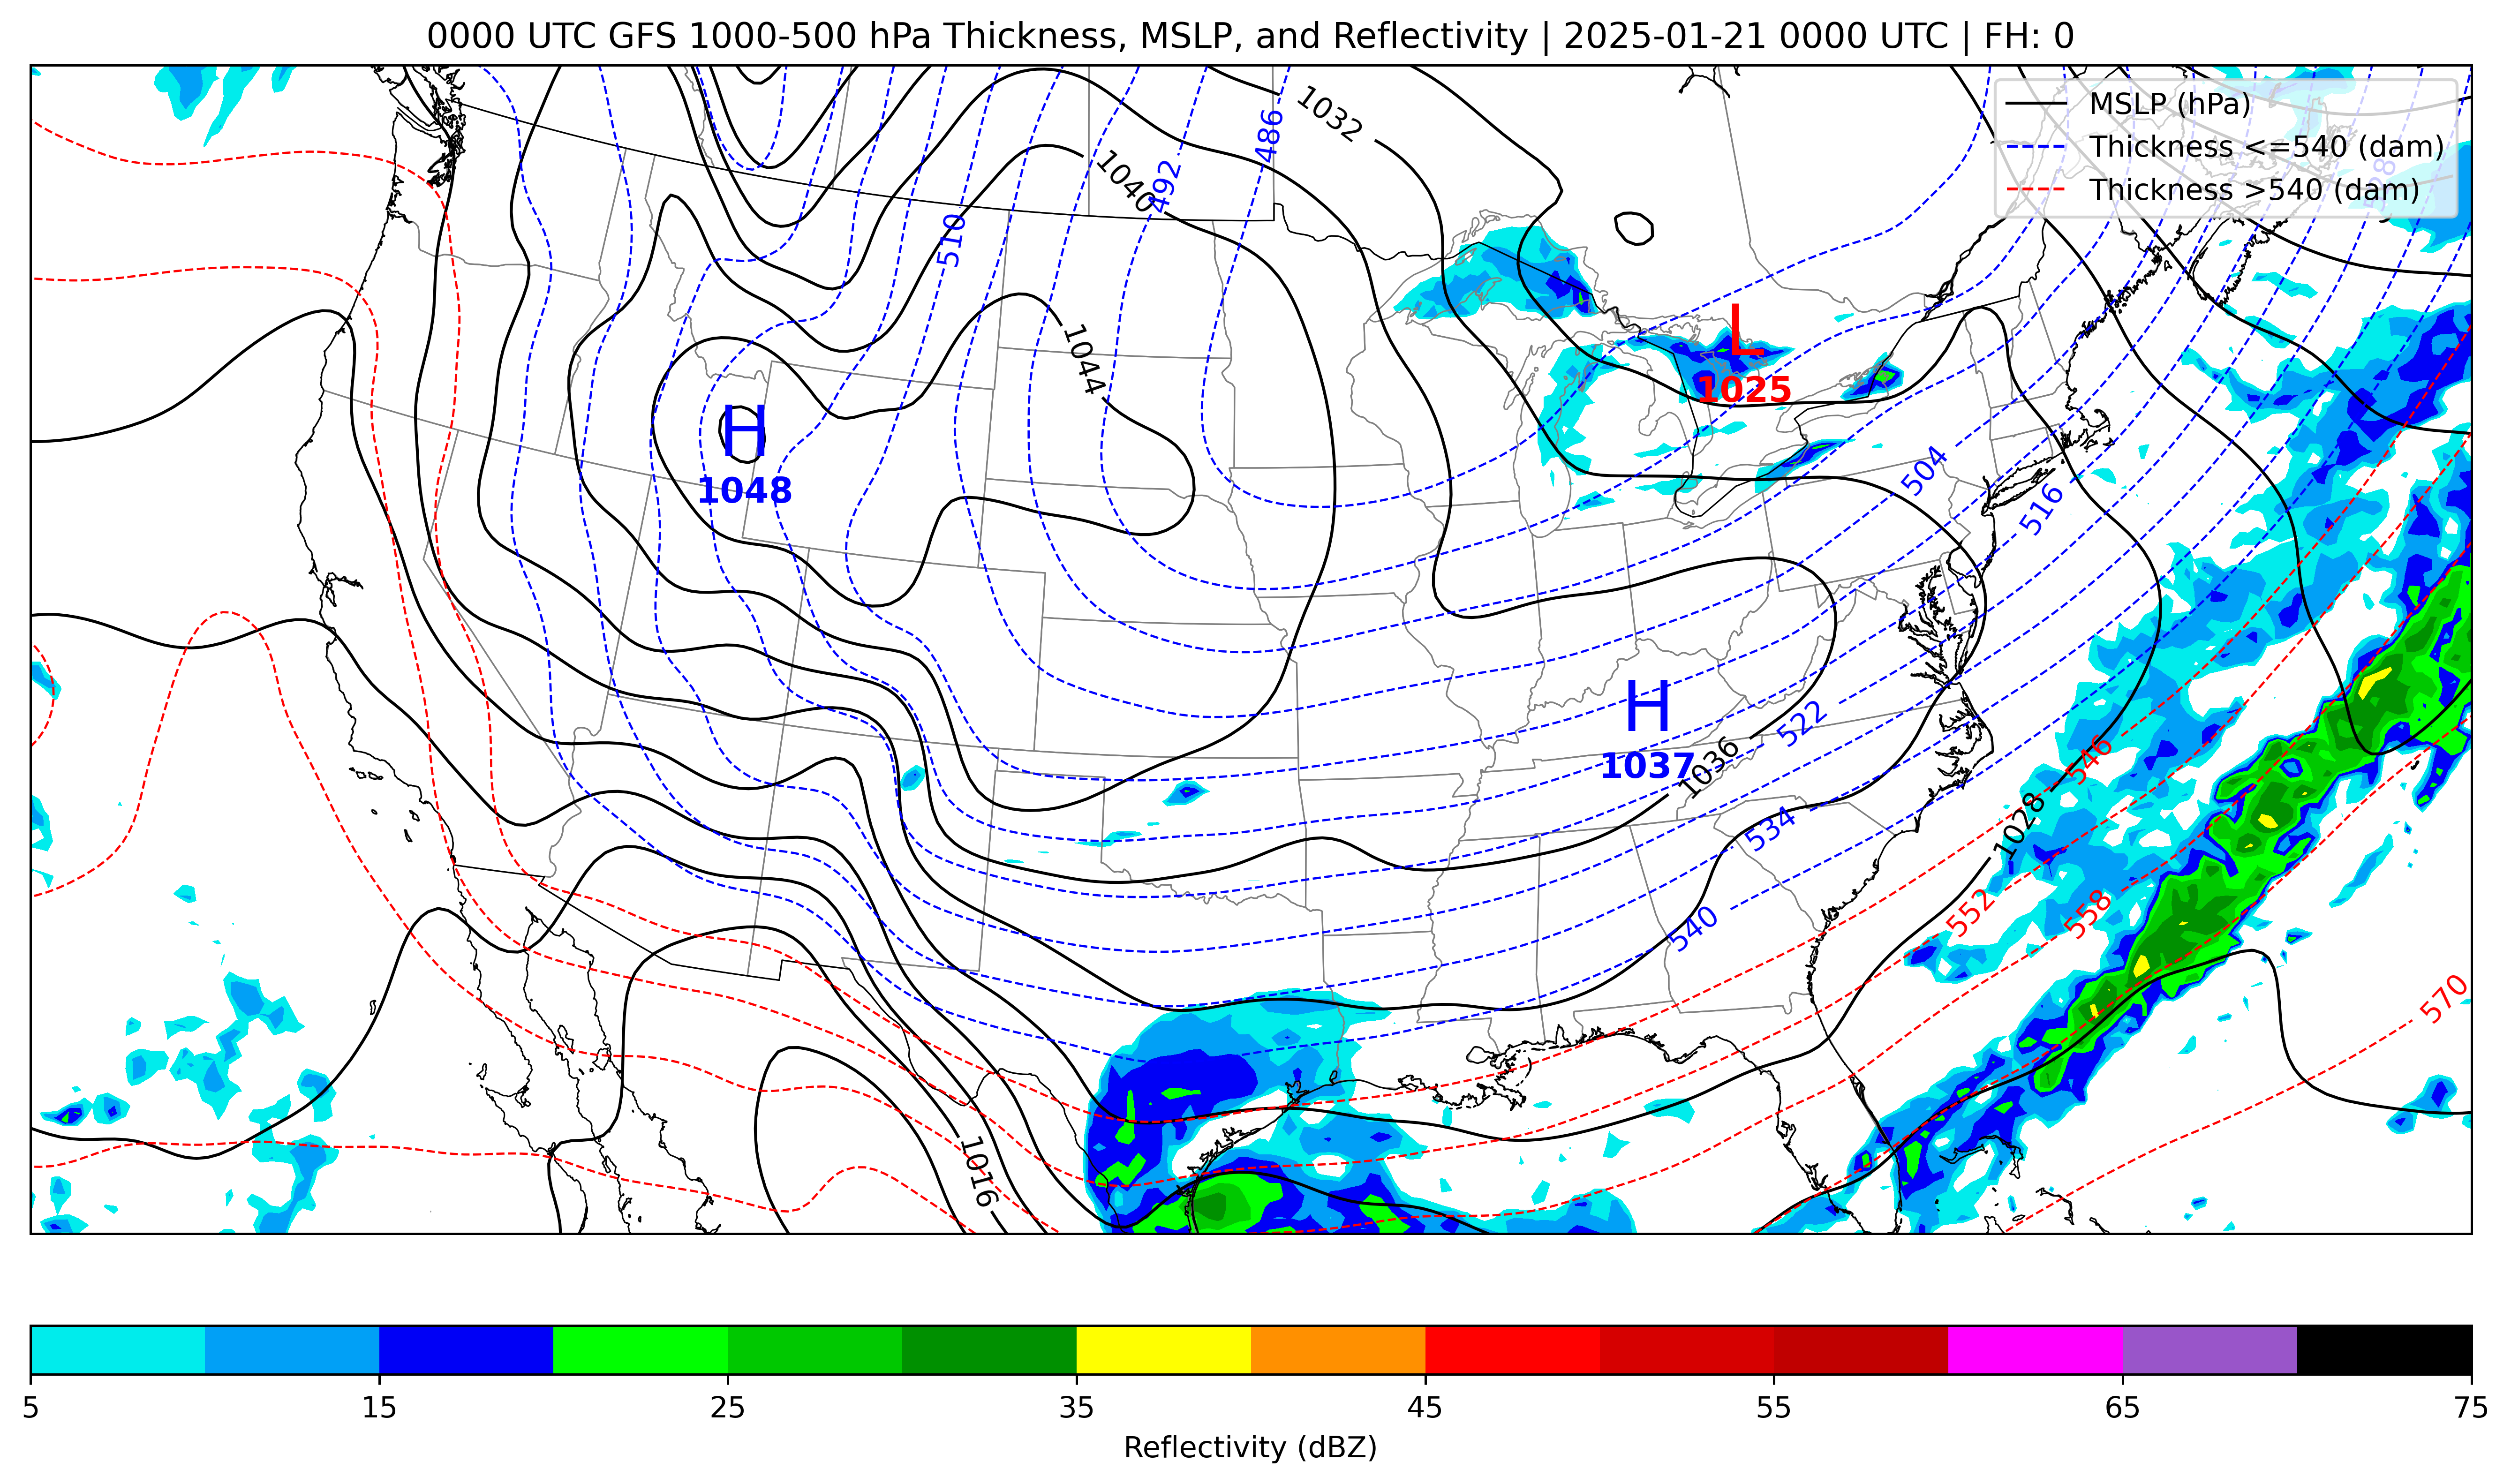 0000 UTC GFS 1000-500 hPa Thickness, MSLP, and Reflectivity | 2025-01-21 0000 UTC | FH: 0
MSLP (hPa)
Thickness <=540 (dam)
Thickness >540 (dam)
1032
486
1040
492
510
L
1025
1044
H
1048
504
516
H
1037
522
1036
546
534
1028
552
558
540
570
1016
5 15 25 35 45 55 65 75
Reflectivity (dBZ)